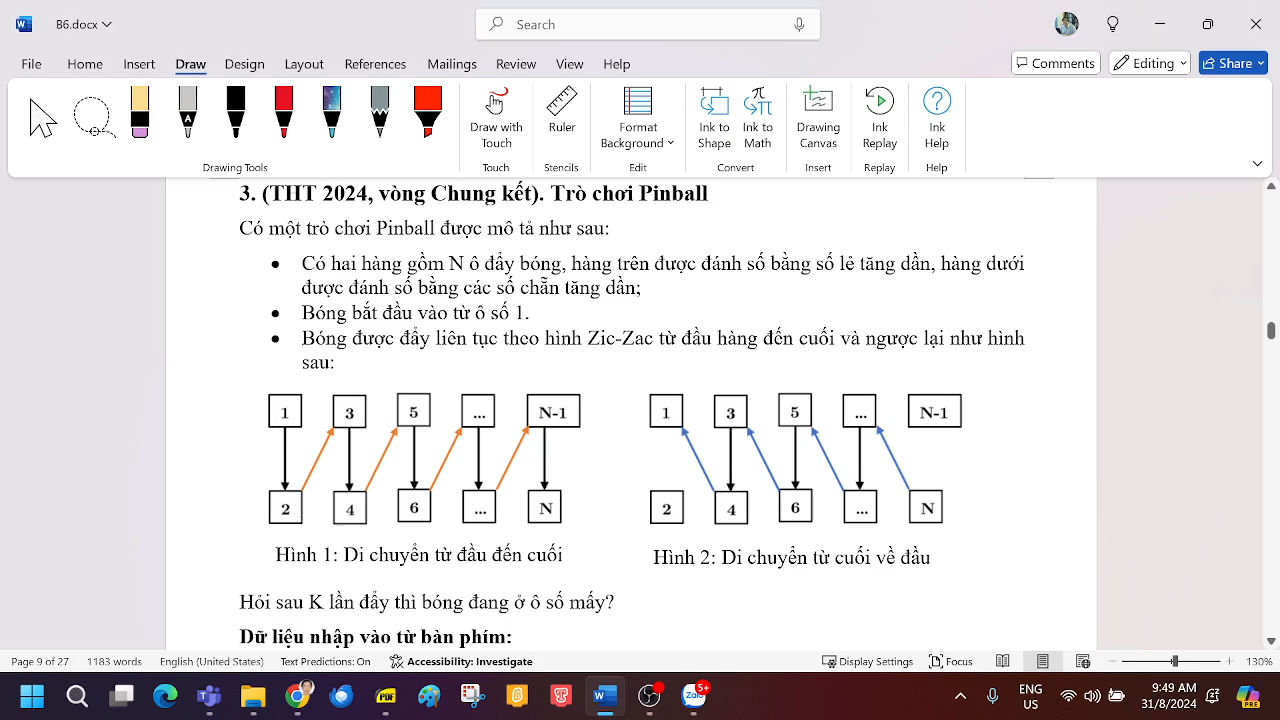 B6.docx
Search
File Home Insert Draw Design Layout References Mailings Review View Help
Comments Editing Share
A
Draw with Touch
Ruler
Format Background
Ink to Shape
Ink to Math
Drawing Canvas
Ink Replay
Ink Help
Drawing Tools Touch Stencils Edit Convert Insert Replay Help
3. (THT 2024, vòng Chung kết). Trò chơi Pinball
Có một trò chơi Pinball được mô tả như sau:
• Có hai hàng gồm N ô đẩy bóng, hàng trên được đánh số bằng số lẻ tăng dần, hàng dưới
được đánh số bằng các số chẵn tăng dần;
• Bóng bắt đầu vào từ ô số 1.
• Bóng được đẩy liên tục theo hình Zic-Zac từ đầu hàng đến cuối và ngược lại như hình
sau:
1 3 5 ... N-1 1 3 5 ... N-1
2 4 6 ... N 2 4 6 ... N
Hình 1: Di chuyển từ đầu đến cuối
Hình 2: Di chuyển từ cuối về đầu
Hỏi sau K lần đẩy thì bóng đang ở ô số mấy?
Dữ liệu nhập vào từ bàn phím:
Page 9 of 27 1183 words English (United States) Text Predictions: On Accessibility: Investigate Display Settings Focus 130%
PDF 5+ ENG US 9:49 AM 31/8/2024 PRE